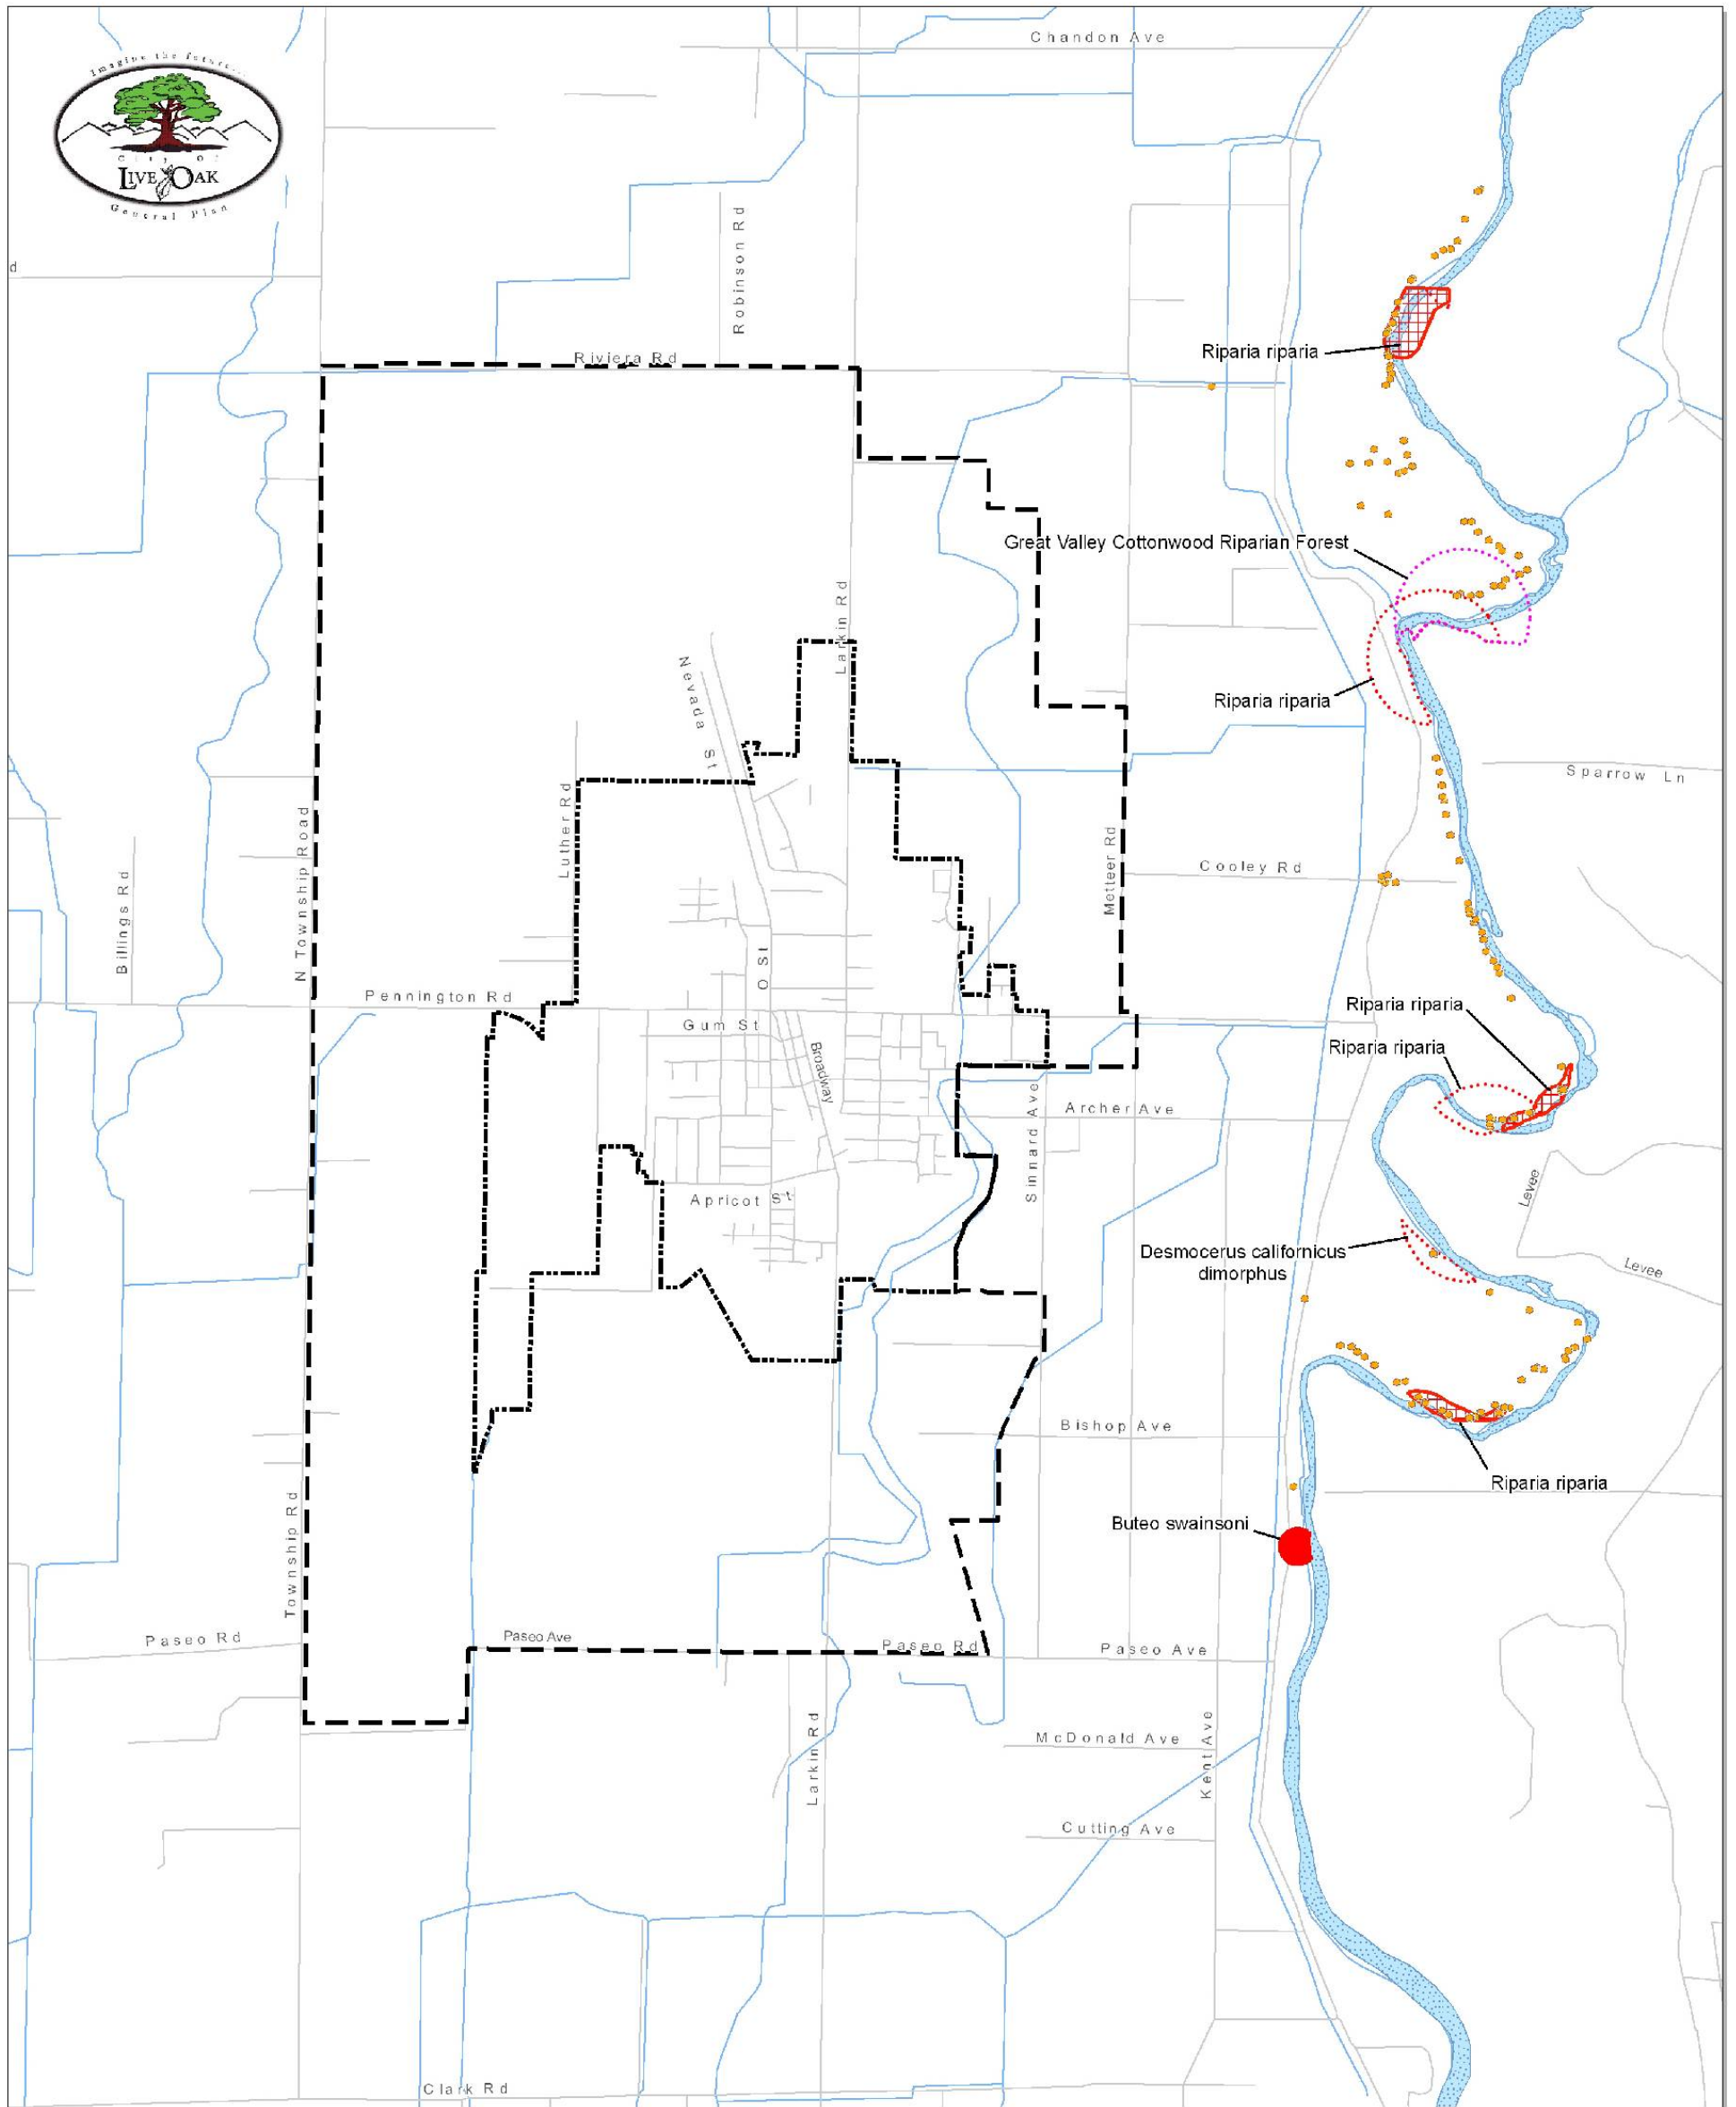 Imagine the future...
City of
LIVE OAK
General Plan
Chandon Ave
Robinson Rd
d
Riviera Rd
Riparia riparia
Great Valley Cottonwood Riparian Forest
Larkin Rd
Nevada St
Riparia riparia
Sparrow Ln
Luther Rd
N Township Road
Billings Rd
Metteer Rd
Cooley Rd
O St
Pennington Rd
Gum St
Broadway
Riparia riparia
Riparia riparia
Archer Ave
Sinnard Ave
Apricot St
Levee
Levee
Desmocerus californicus
dimorphus
Bishop Ave
Riparia riparia
Buteo swainsoni
Township Rd
Paseo Rd
Paseo Ave
Paseo Rd
Paseo Ave
Larkin Rd
McDonald Ave
Kent Ave
Cutting Ave
Clark Rd